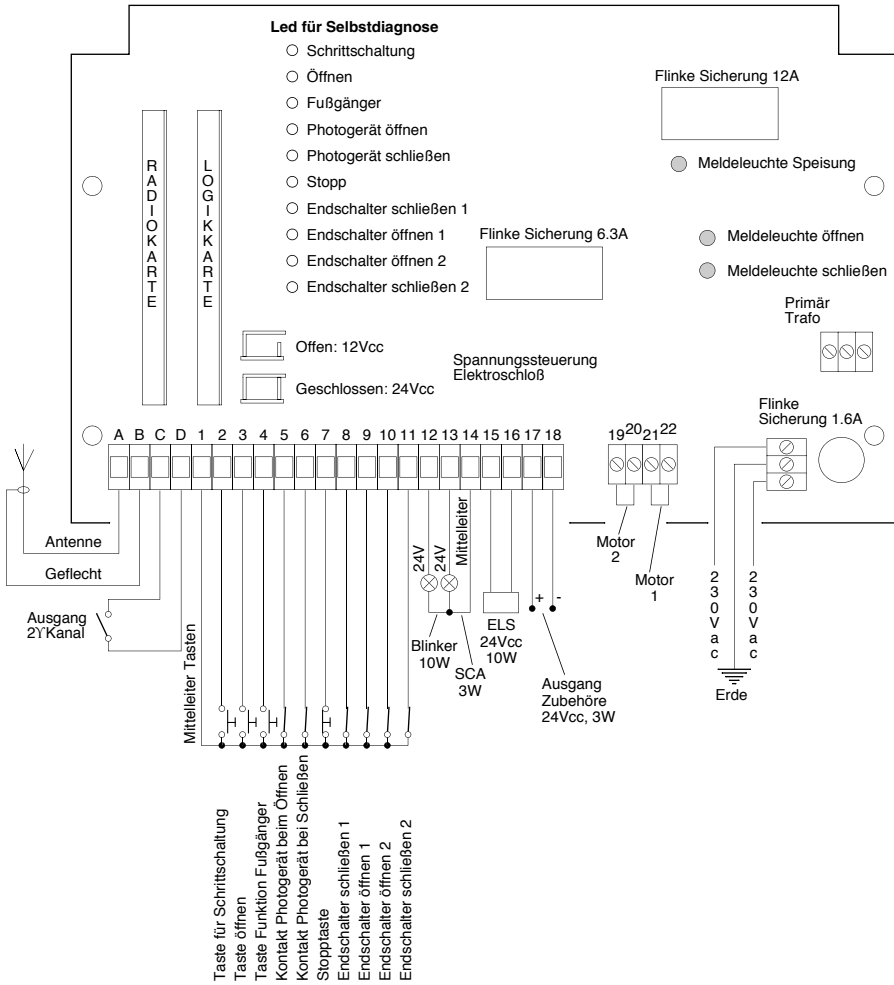 Led für Selbstdiagnose
Schrittschaltung
Öffnen
Fußgänger
Photogerät öffnen
Photogerät schließen
Stopp
Endschalter schließen 1
Endschalter öffnen 1
Endschalter öffnen 2
Endschalter schließen 2
Flinke Sicherung 12A
Meldeleuchte Speisung
Flinke Sicherung 6.3A
Meldeleuchte öffnen
Meldeleuchte schließen
RADIOKARTE
LOGIKKARTE
Primär
Trafo
Offen: 12Vcc
Geschlossen: 24Vcc
Spannungssteuerung
Elektroschloß
Flinke
Sicherung 1.6A
A B C D 1 2 3 4 5 6 7 8 9 10 11 12 13 14 15 16 17 18
19 20 21 22
Antenne
Geflecht
Ausgang
2ϒKanal
Mittelleiter Tasten
24V
24V
Mittelleiter
Blinker
10W
SCA
3W
ELS
24Vcc
10W
+ -
Ausgang
Zubehöre
24Vcc, 3W
Motor
2
Motor
1
230Vac
230Vac
Erde
Taste für Schrittschaltung
Taste öffnen
Taste Funktion Fußgänger
Kontakt Photogerät beim Öffnen
Kontakt Photogerät bei Schließen
Stopptaste
Endschalter schließen 1
Endschalter öffnen 1
Endschalter öffnen 2
Endschalter schließen 2